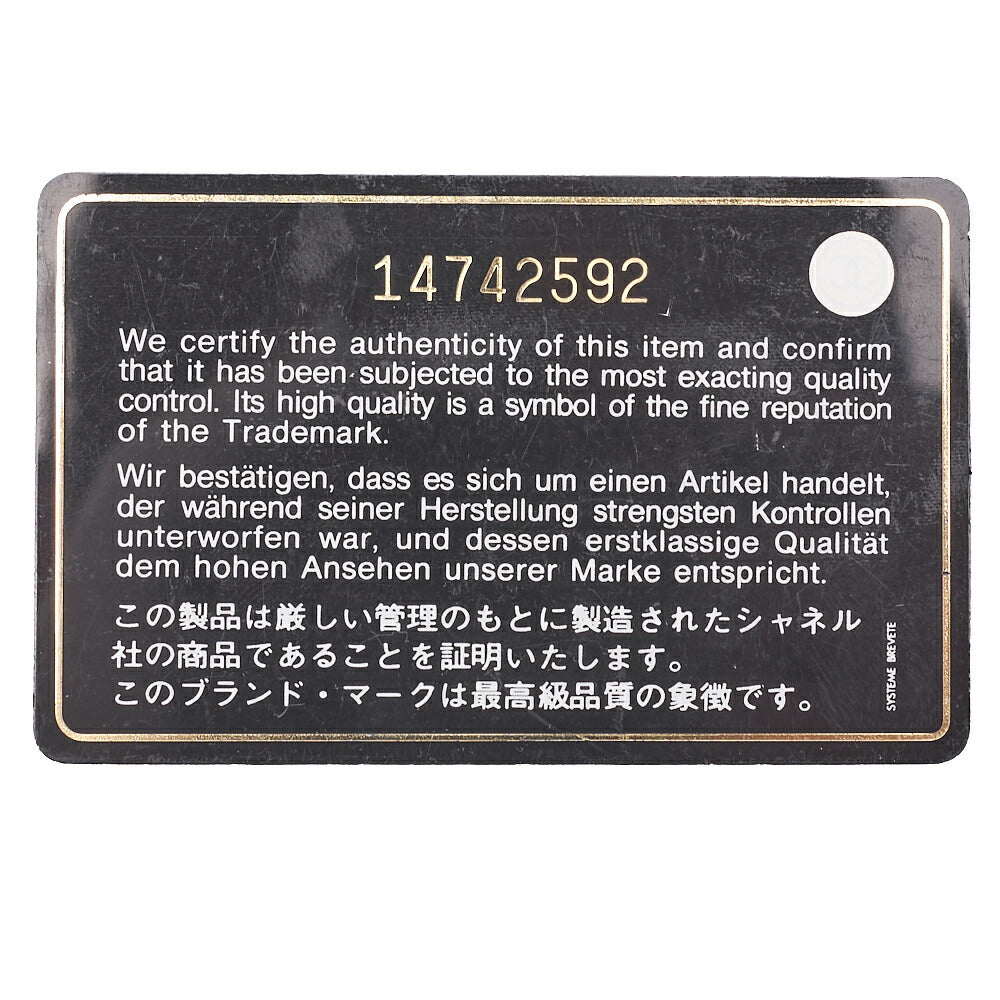 14742592
We certify the authenticity of this item and confirm
that it has been subjected to the most exacting quality
control. Its high quality is a symbol of the fine reputation
of the Trademark.
Wir bestätigen, dass es sich um einen Artikel handelt,
der während seiner Herstellung strengsten Kontrollen
unterworfen war, und dessen erstklassige Qualität
dem hohen Ansehen unserer Marke entspricht.
この製品は厳しい管理のもとに製造されたシャネル
社の商品であることを証明いたします。
このブランド・マークは最高級品質の象徴です。
SYSTEME BREVETE